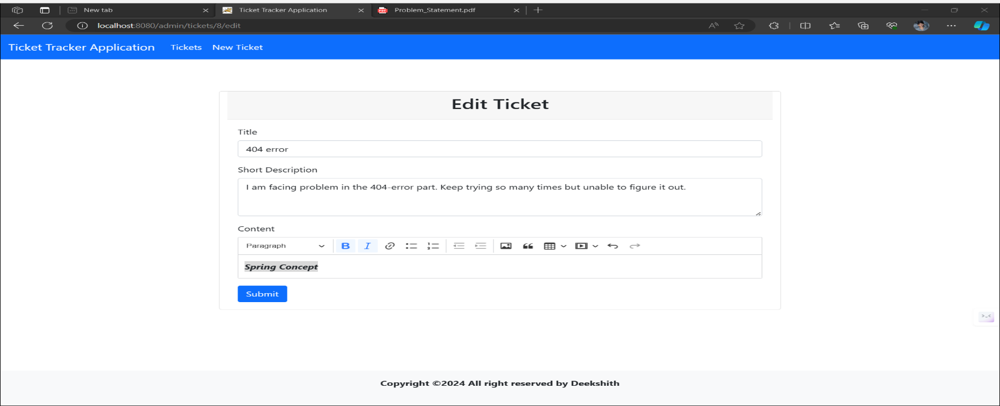 New tab
Ticket Tracker Application
Problem_Statement.pdf
localhost:8080/admin/tickets/8/edit
Ticket Tracker Application Tickets New Ticket
Edit Ticket
Title
404 error
Short Description
I am facing problem in the 404-error part. Keep trying so many times but unable to figure it out.
Content
Paragraph B I
Spring Concept
Submit
Copyright ©2024 All right reserved by Deekshith